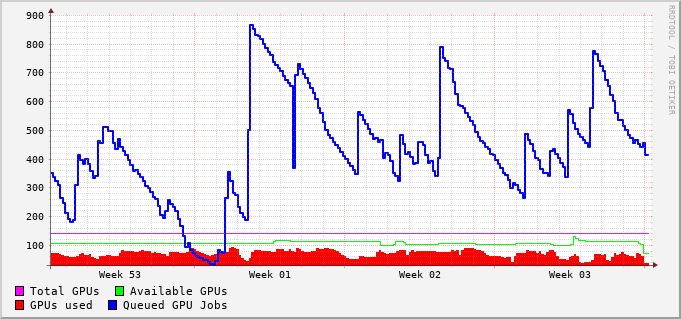 900
800
700
600
500
400
300
200
100
Week 53 Week 01 Week 02 Week 03
Total GPUs Available GPUs
GPUs used Queued GPU Jobs
RRDTOOL / TOBI OETIKER